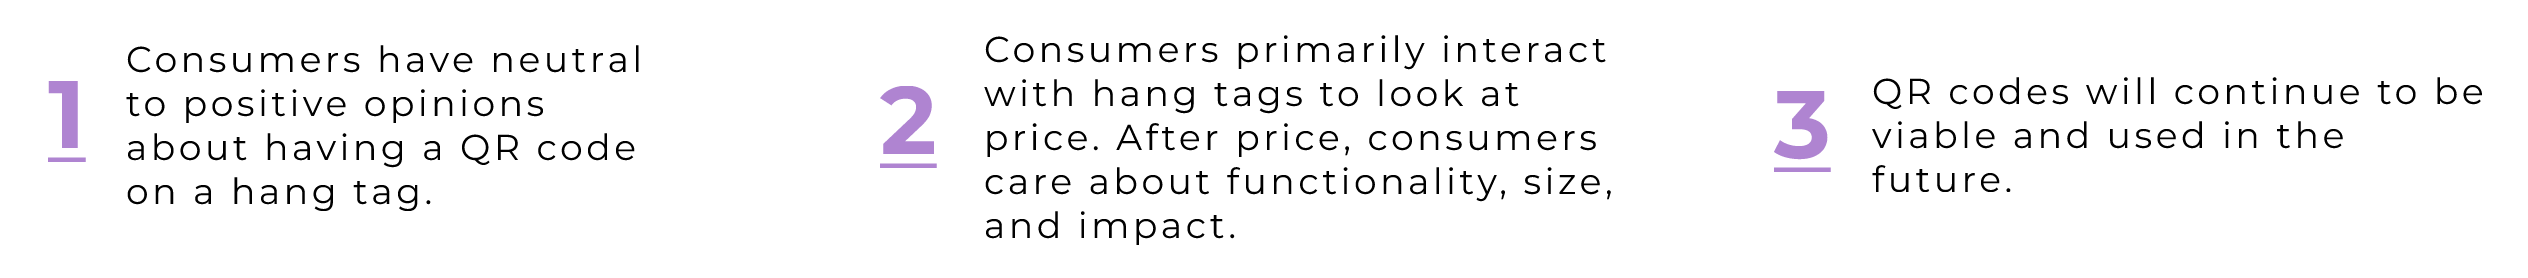 1
Consumers have neutral
to positive opinions
about having a QR code
on a hang tag.
2
Consumers primarily interact
with hang tags to look at
price. After price, consumers
care about functionality, size,
and impact.
3
QR codes will continue to be
viable and used in the
future.